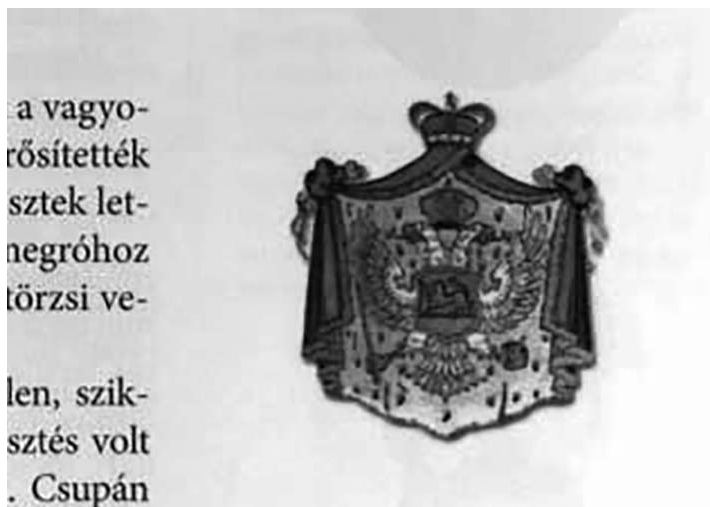 a vagyo-
rősítették
sztek let-
negróhoz
törzsi ve-
len, szik-
sztés volt
. Csupán